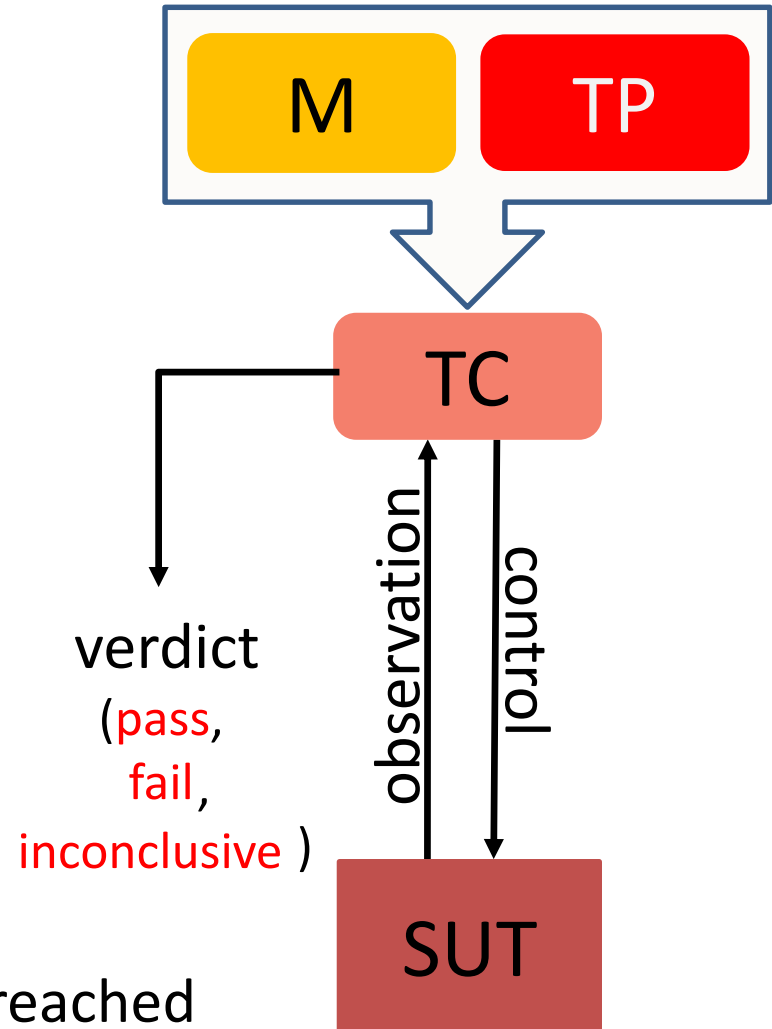 M
TP
TC
observation
control
verdict
(pass,
fail,
inconclusive )
SUT
reached